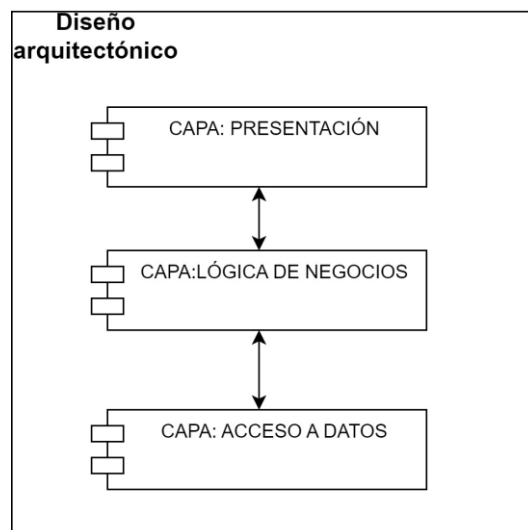 Diseño
arquitectónico
CAPA: PRESENTACIÓN
CAPA:LÓGICA DE NEGOCIOS
CAPA: ACCESO A DATOS